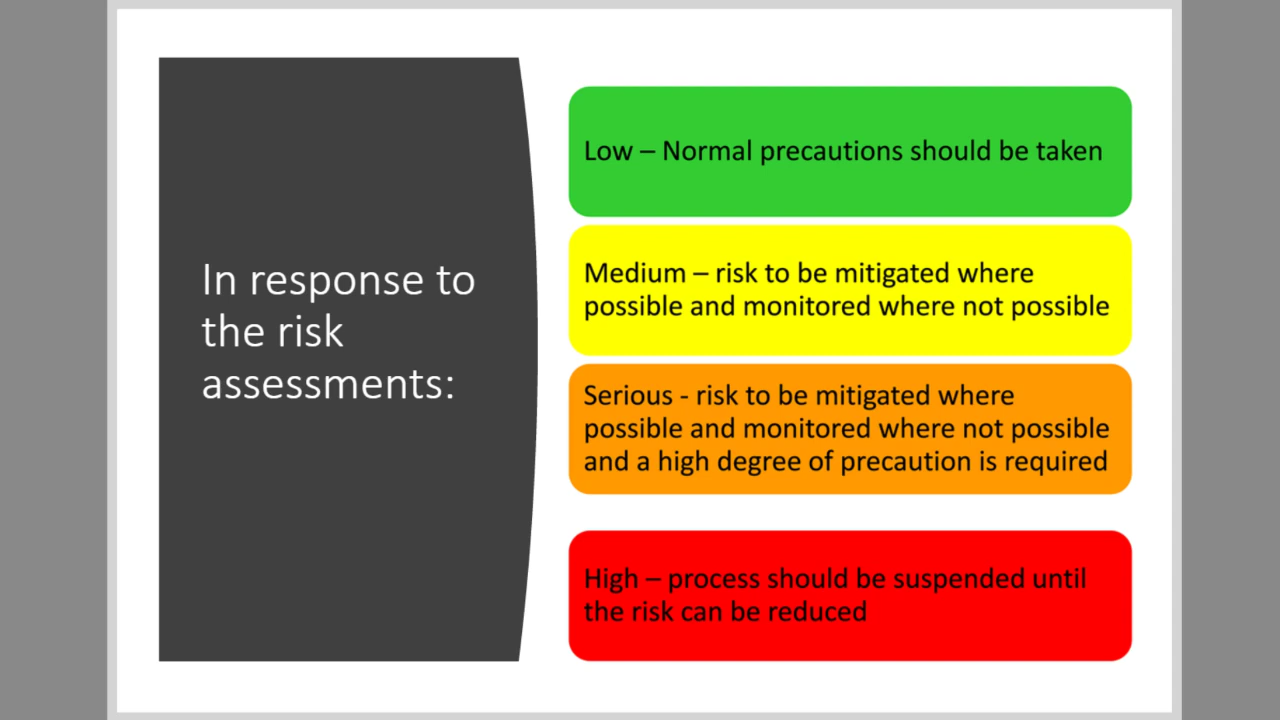 In response to
the risk
assessments:
Low – Normal precautions should be taken
Medium – risk to be mitigated where
possible and monitored where not possible
Serious - risk to be mitigated where
possible and monitored where not possible
and a high degree of precaution is required
High – process should be suspended until
the risk can be reduced